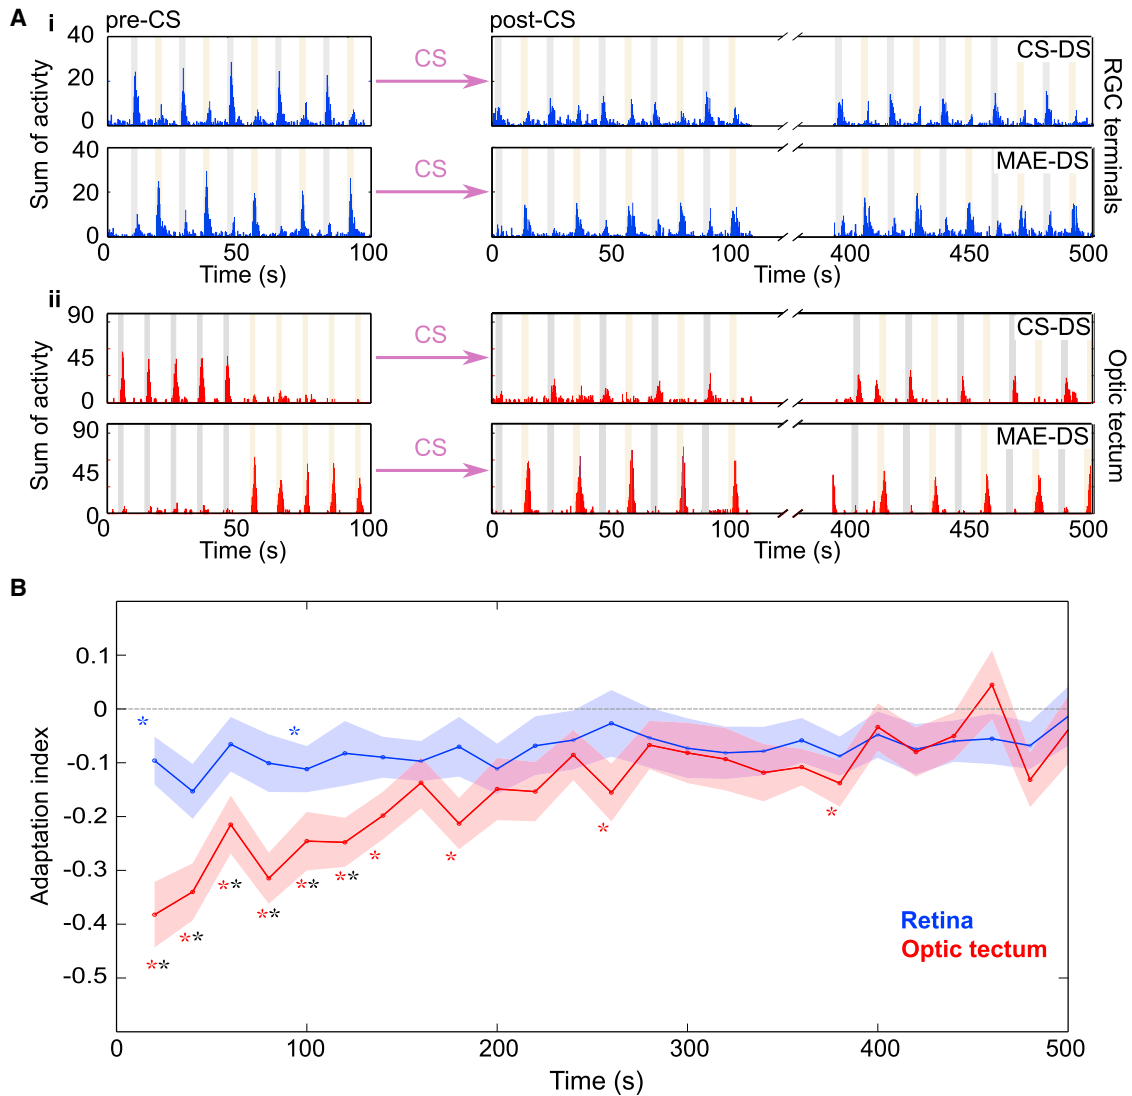 A
i
pre-CS
post-CS
40
20
0
Sum of activty
CS
CS-DS
40
20
0
CS
MAE-DS
RGC terminals
0
50
100
Time (s)
0
50
100
400
450
500
Time (s)
ii
90
45
0
Sum of activty
CS
CS-DS
90
45
0
CS
MAE-DS
Optic tectum
0
50
100
Time (s)
0
50
100
400
450
500
Time (s)
B
0.1
0
-0.1
-0.2
-0.3
-0.4
-0.5
Adaptation index
*
*
**
**
**
**
**
**
*
*
*
*
Retina
Optic tectum
0
100
200
300
400
500
Time (s)